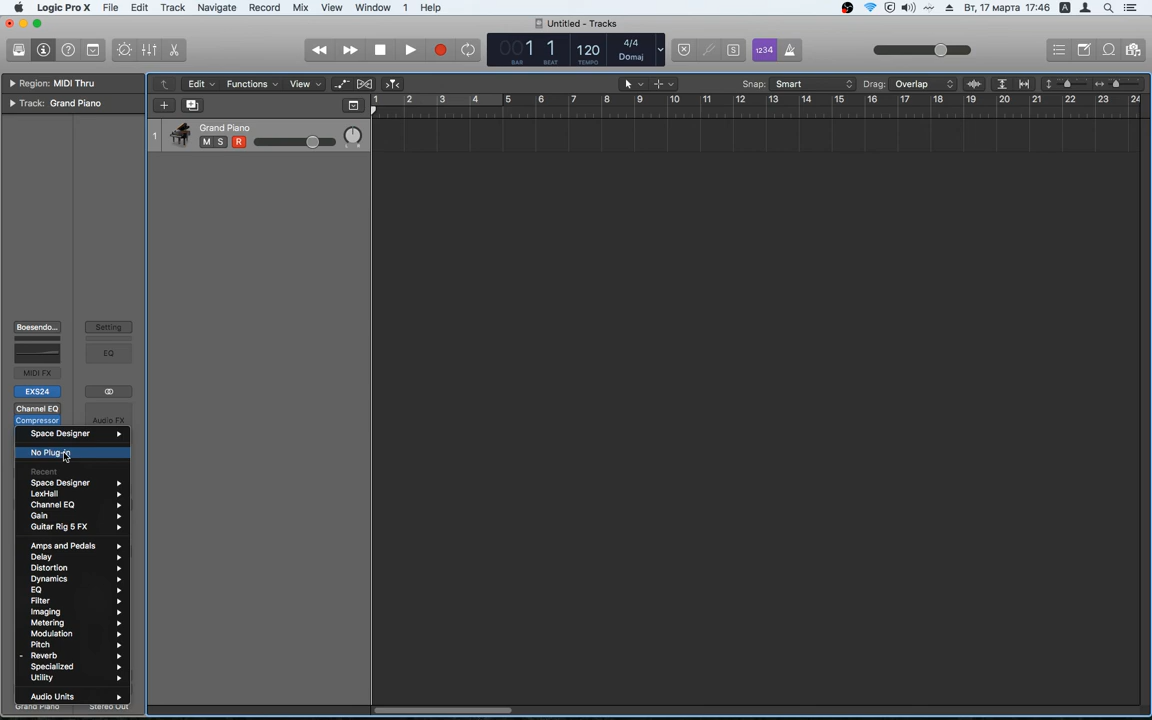 Logic Pro X File Edit Track Navigate Record Mix View Window 1 Help Вт, 17 марта 17:46 A
Untitled - Tracks
001 1 120 4/4 Domaj
BAR BEAT TEMPO
S 1234
Region: MIDI Thru
Track: Grand Piano
Edit Functions View Snap: Smart Drag: Overlap
1 2 3 4 5 6 7 8 9 10 11 12 13 14 15 16 17 18 19 20 21 22 23 24
1 Grand Piano
M S R
Boesendo... Setting
EQ
MIDI FX
EXS24
Channel EQ
Compressor Audio FX
Space Designer
No Plug-in
Recent
Space Designer
LexHall
Channel EQ
Gain
Guitar Rig 5 FX
Amps and Pedals
Delay
Distortion
Dynamics
EQ
Filter
Imaging
Metering
Modulation
Pitch
Reverb
Specialized
Utility
Audio Units
Grand Piano Stereo Out